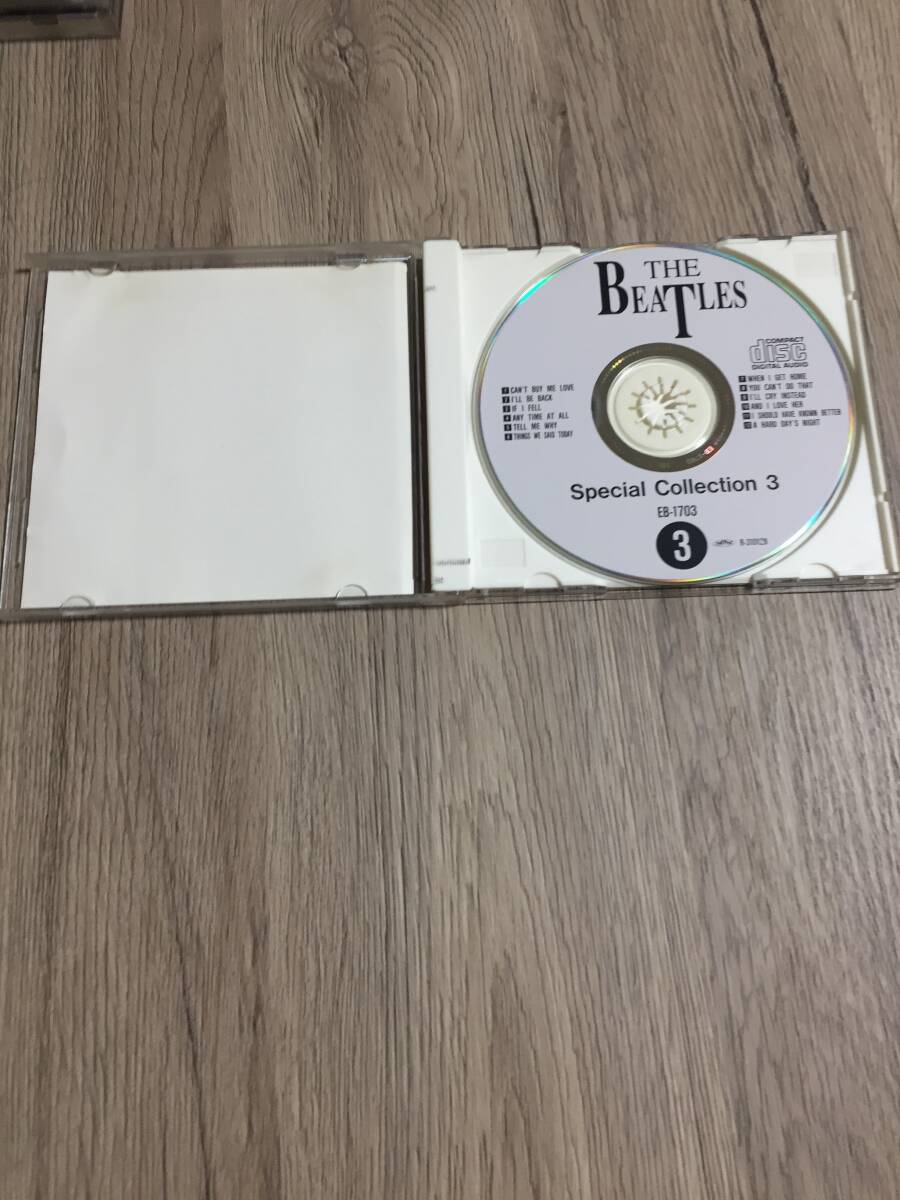 THE
BEATLES
COMPACT
disc
DIGITAL AUDIO
1 CAN'T BUY ME LOVE
2 I'LL BE BACK
3 IF I FELL
4 ANY TIME AT ALL
5 TELL ME WHY
6 THINGS WE SAID TODAY
7 WHEN I GET HOME
8 YOU CAN'T DO THAT
9 I'LL CRY INSTEAD
10 AND I LOVE HER
11 I SHOULD HAVE KNOWN BETTER
12 A HARD DAY'S NIGHT
Special Collection 3
EB-1703
3